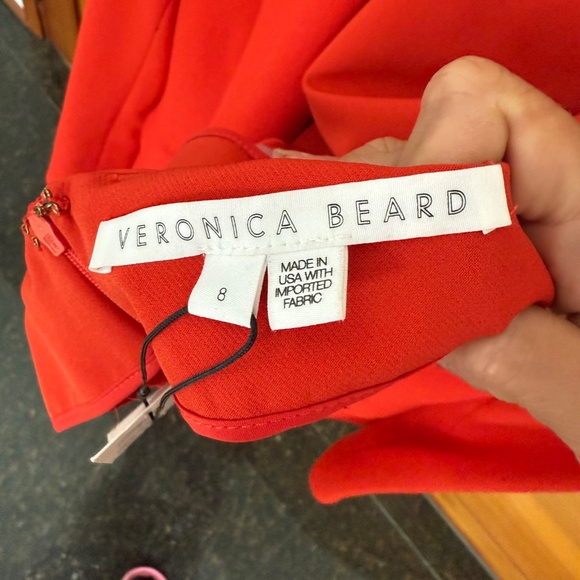 VERONICA BEARD
8
MADE IN
USA WITH
IMPORTED
FABRIC